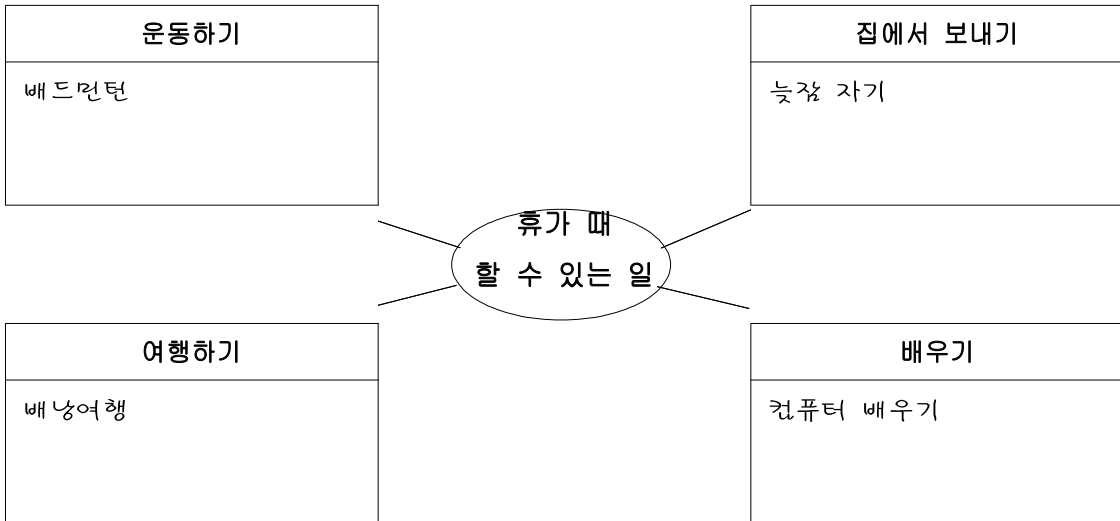 운동하기
배드민턴
집에서 보내기
늦잠 자기
휴가 때
할 수 있는 일
여행하기
배낭여행
배우기
컴퓨터 배우기